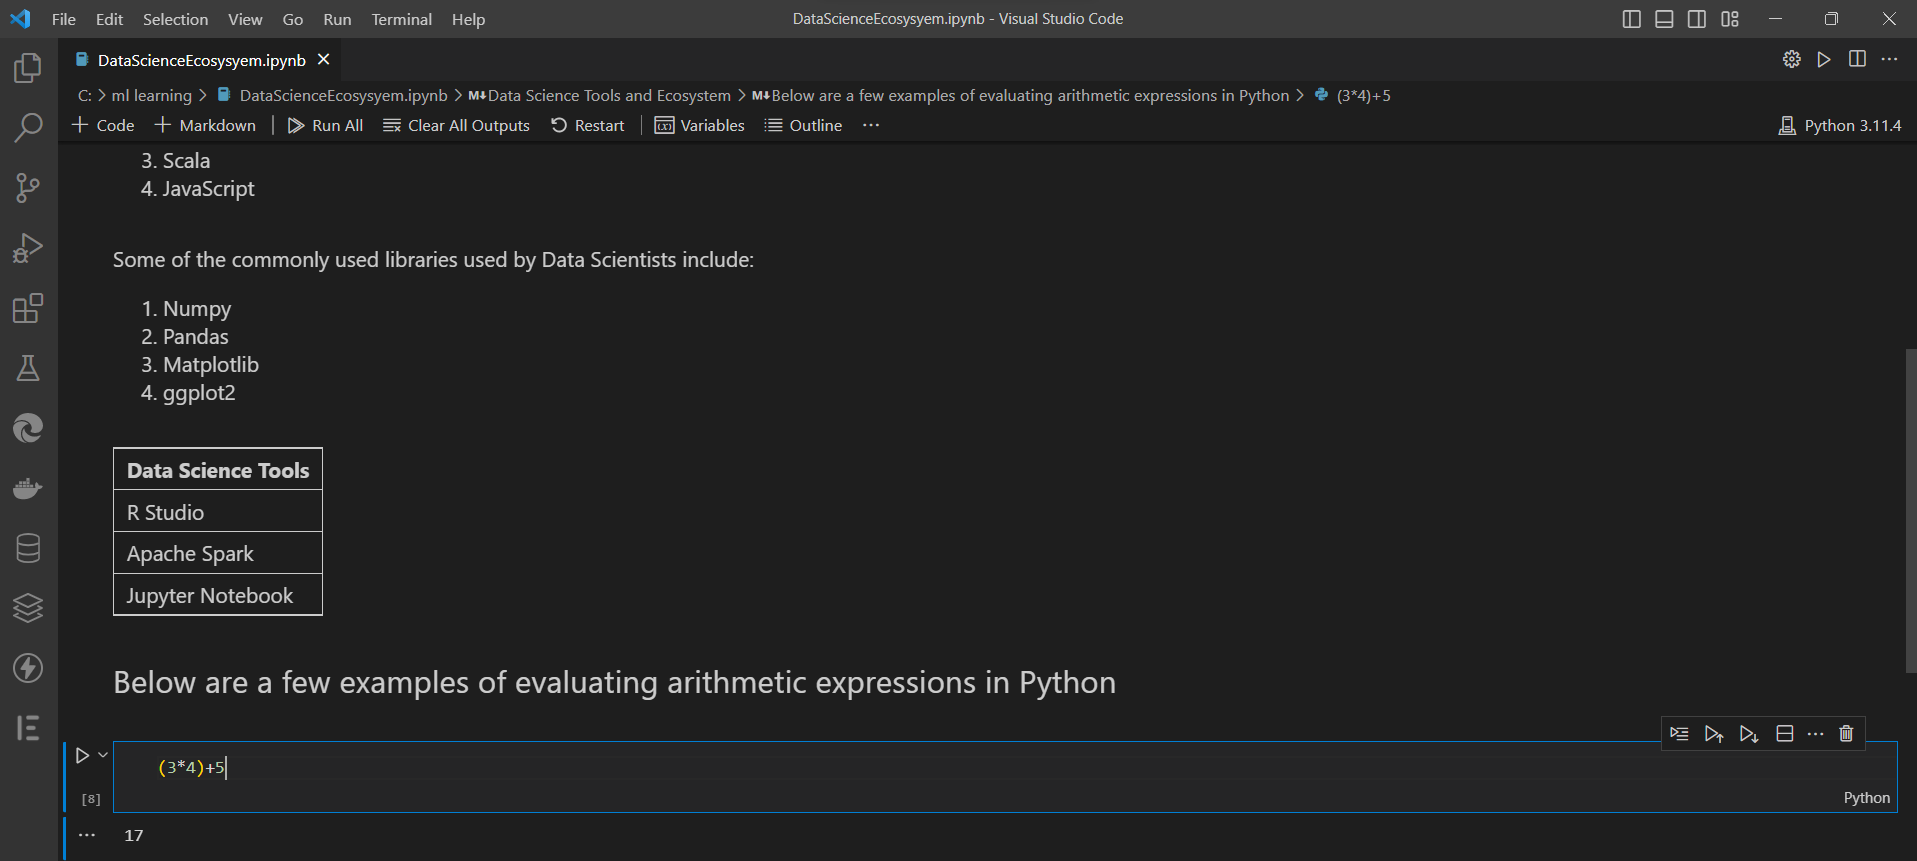 File Edit Selection View Go Run Terminal Help
DataScienceEcosysyem.ipynb - Visual Studio Code
DataScienceEcosysyem.ipynb
C: > ml learning > DataScienceEcosysyem.ipynb > M↓Data Science Tools and Ecosystem > M↓Below are a few examples of evaluating arithmetic expressions in Python > (3*4)+5
+ Code + Markdown | Run All Clear All Outputs Restart | Variables Outline ···
Python 3.11.4
3. Scala
4. JavaScript
Some of the commonly used libraries used by Data Scientists include:
1. Numpy
2. Pandas
3. Matplotlib
4. ggplot2
Data Science Tools
R Studio
Apache Spark
Jupyter Notebook
Below are a few examples of evaluating arithmetic expressions in Python
(3*4)+5
[8]
Python
··· 17